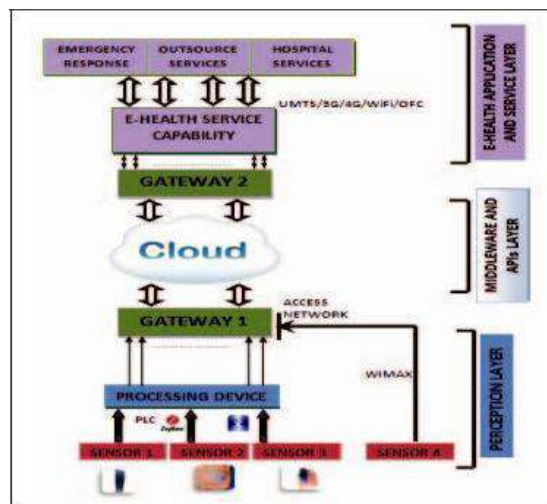 EMERGENCY RESPONSE
OUTSOURCE SERVICES
HOSPITAL SERVICES
UMTS/3G/4G/WiFi/OFC
E-HEALTH SERVICE CAPABILITY
GATEWAY 2
Cloud
GATEWAY 1
ACCESS NETWORK
WIMAX
PROCESSING DEVICE
PLC
SENSOR 1
SENSOR 2
SENSOR 3
SENSOR 4
E-HEALTH APPLICATION AND SERVICE LAYER
MIDDLEWARE AND APIs LAYER
PERCEPTION LAYER